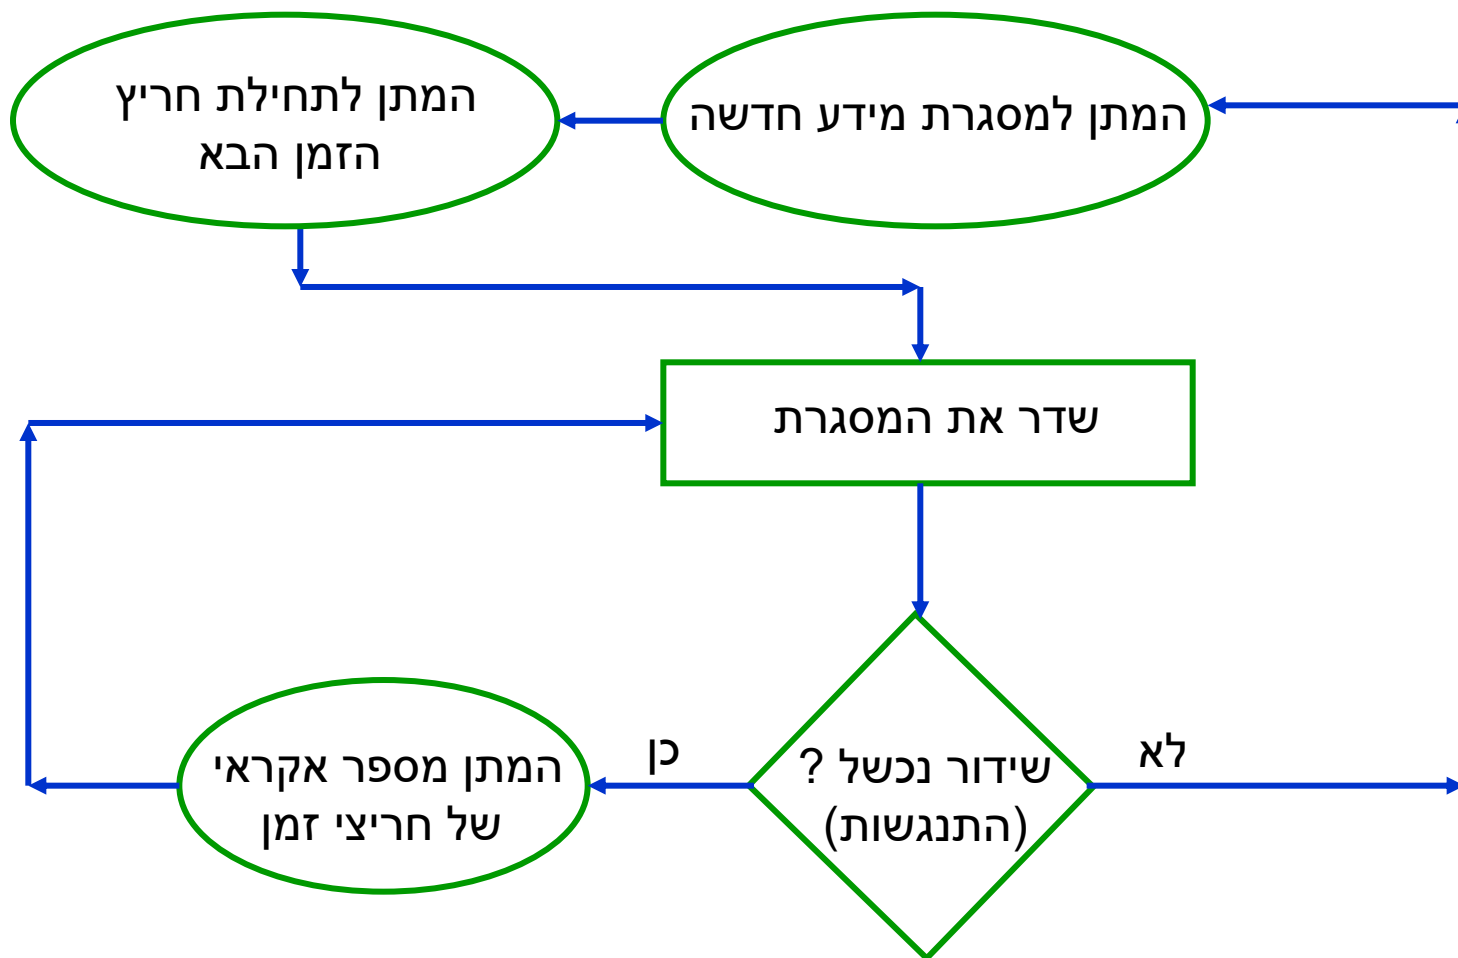 המתן למסגרת מידע חדשה
המתן לתחילת חריץ
הזמן הבא
שדר את המסגרת
שידור נכשל ?
(התנגשות)
לא
כן
המתן מספר אקראי
של חריצי זמן